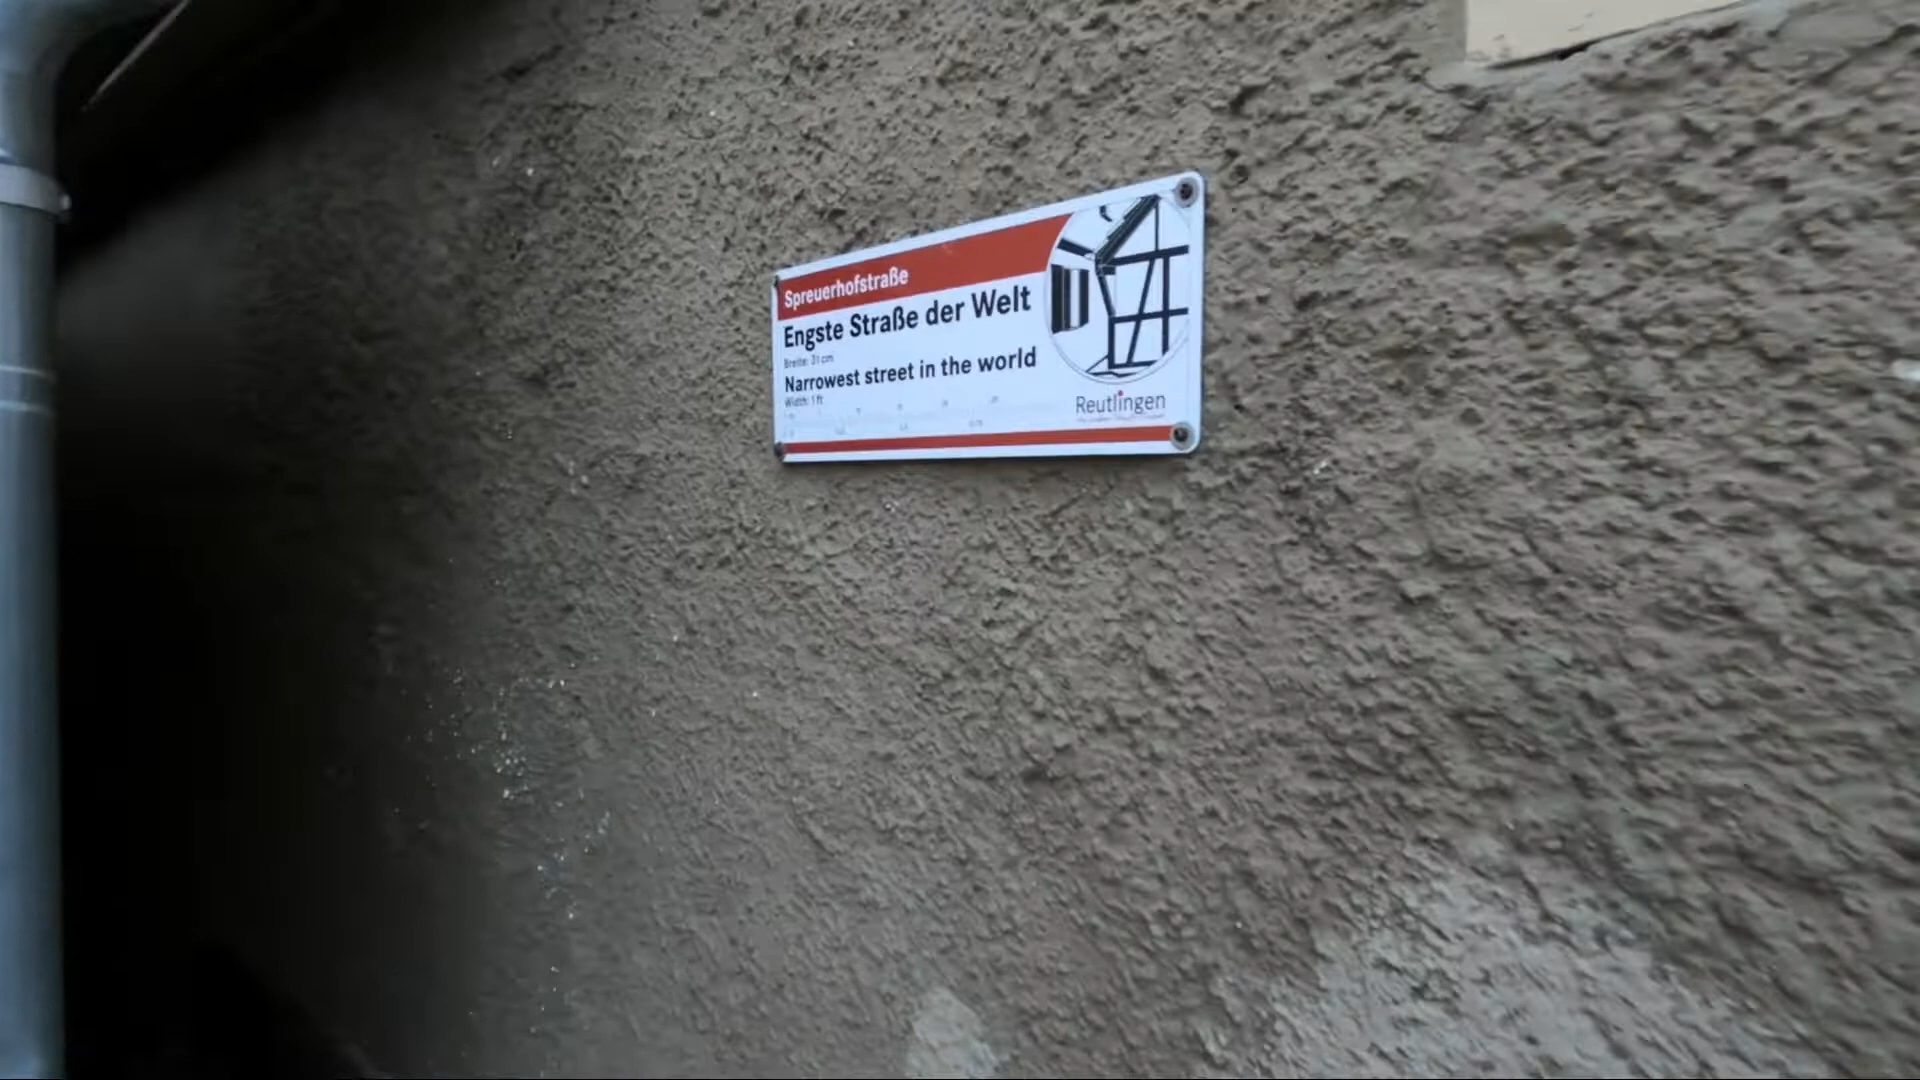 Spreuerhofstraße
Engste Straße der Welt
Breite: 31 cm
Narrowest street in the world
Width: 1 ft
Reutlingen